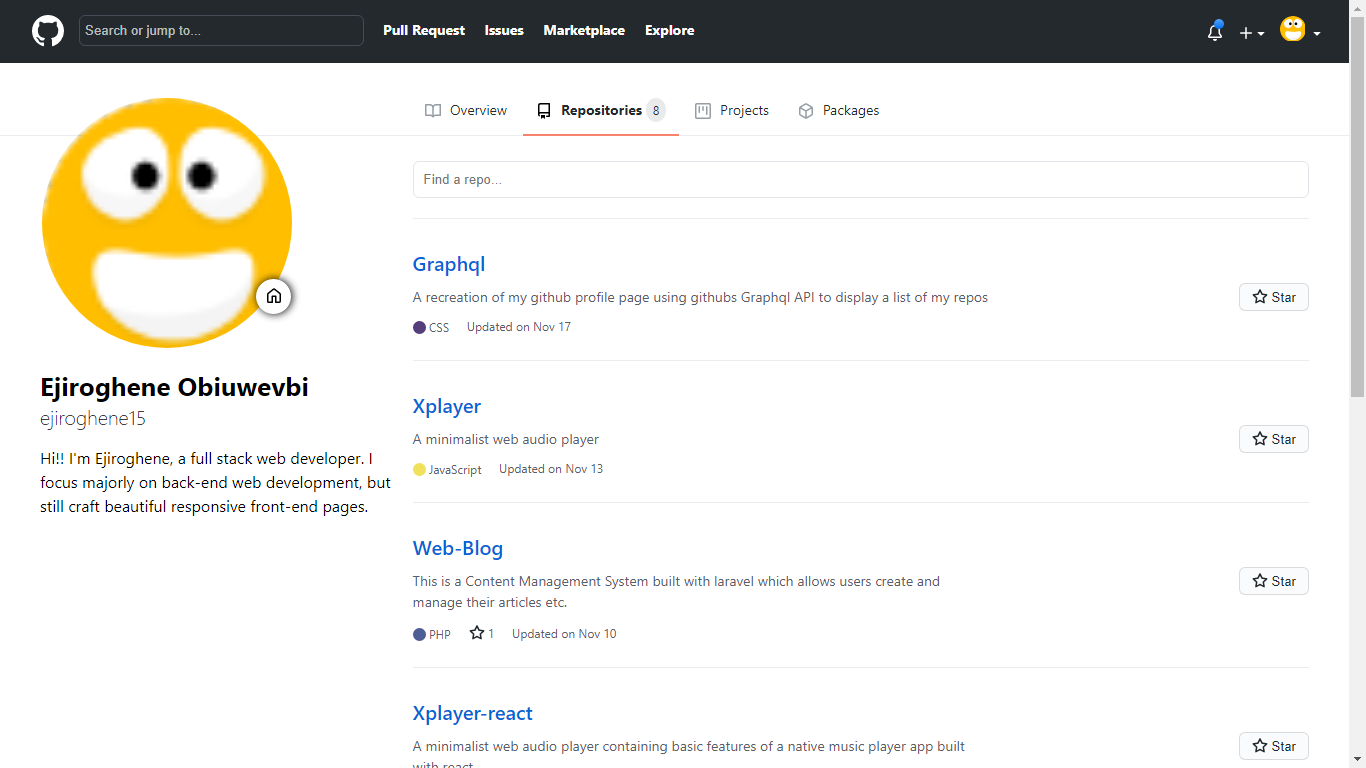 Search or jump to...
Pull Request
Issues
Marketplace
Explore
Overview
Repositories 8
Projects
Packages
Ejiroghene Obiuwevbi
ejiroghene15
Hi!! I'm Ejiroghene, a full stack web developer. I
focus majorly on back-end web development, but
still craft beautiful responsive front-end pages.
Find a repo...
Graphql
A recreation of my github profile page using githubs Graphql API to display a list of my repos
CSS Updated on Nov 17
Star
Xplayer
A minimalist web audio player
JavaScript Updated on Nov 13
Star
Web-Blog
This is a Content Management System built with laravel which allows users create and
manage their articles etc.
PHP 1 Updated on Nov 10
Star
Xplayer-react
A minimalist web audio player containing basic features of a native music player app built
with react
Star